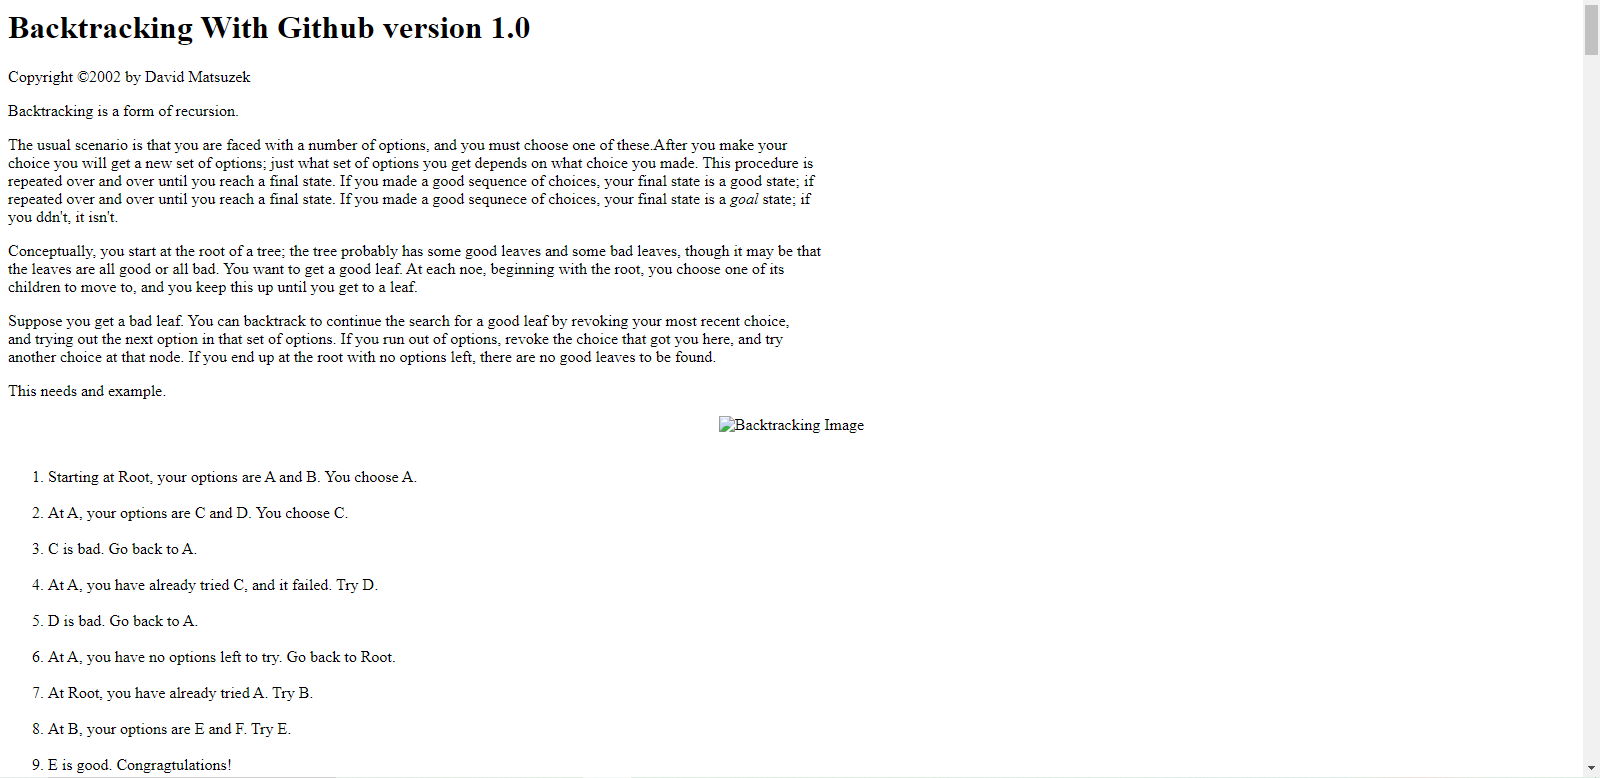 Backtracking With Github version 1.0
Copyright ©2002 by David Matsuzek
Backtracking is a form of recursion.
The usual scenario is that you are faced with a number of options, and you must choose one of these.After you make your
choice you will get a new set of options; just what set of options you get depends on what choice you made. This procedure is
repeated over and over until you reach a final state. If you made a good sequence of choices, your final state is a good state; if
repeated over and over until you reach a final state. If you made a good sequnece of choices, your final state is a goal state; if
you ddn't, it isn't.
Conceptually, you start at the root of a tree; the tree probably has some good leaves and some bad leaves, though it may be that
the leaves are all good or all bad. You want to get a good leaf. At each noe, beginning with the root, you choose one of its
children to move to, and you keep this up until you get to a leaf.
Suppose you get a bad leaf. You can backtrack to continue the search for a good leaf by revoking your most recent choice,
and trying out the next option in that set of options. If you run out of options, revoke the choice that got you here, and try
another choice at that node. If you end up at the root with no options left, there are no good leaves to be found.
This needs and example.
Backtracking Image
1. Starting at Root, your options are A and B. You choose A.
2. At A, your options are C and D. You choose C.
3. C is bad. Go back to A.
4. At A, you have already tried C, and it failed. Try D.
5. D is bad. Go back to A.
6. At A, you have no options left to try. Go back to Root.
7. At Root, you have already tried A. Try B.
8. At B, your options are E and F. Try E.
9. E is good. Congragtulations!